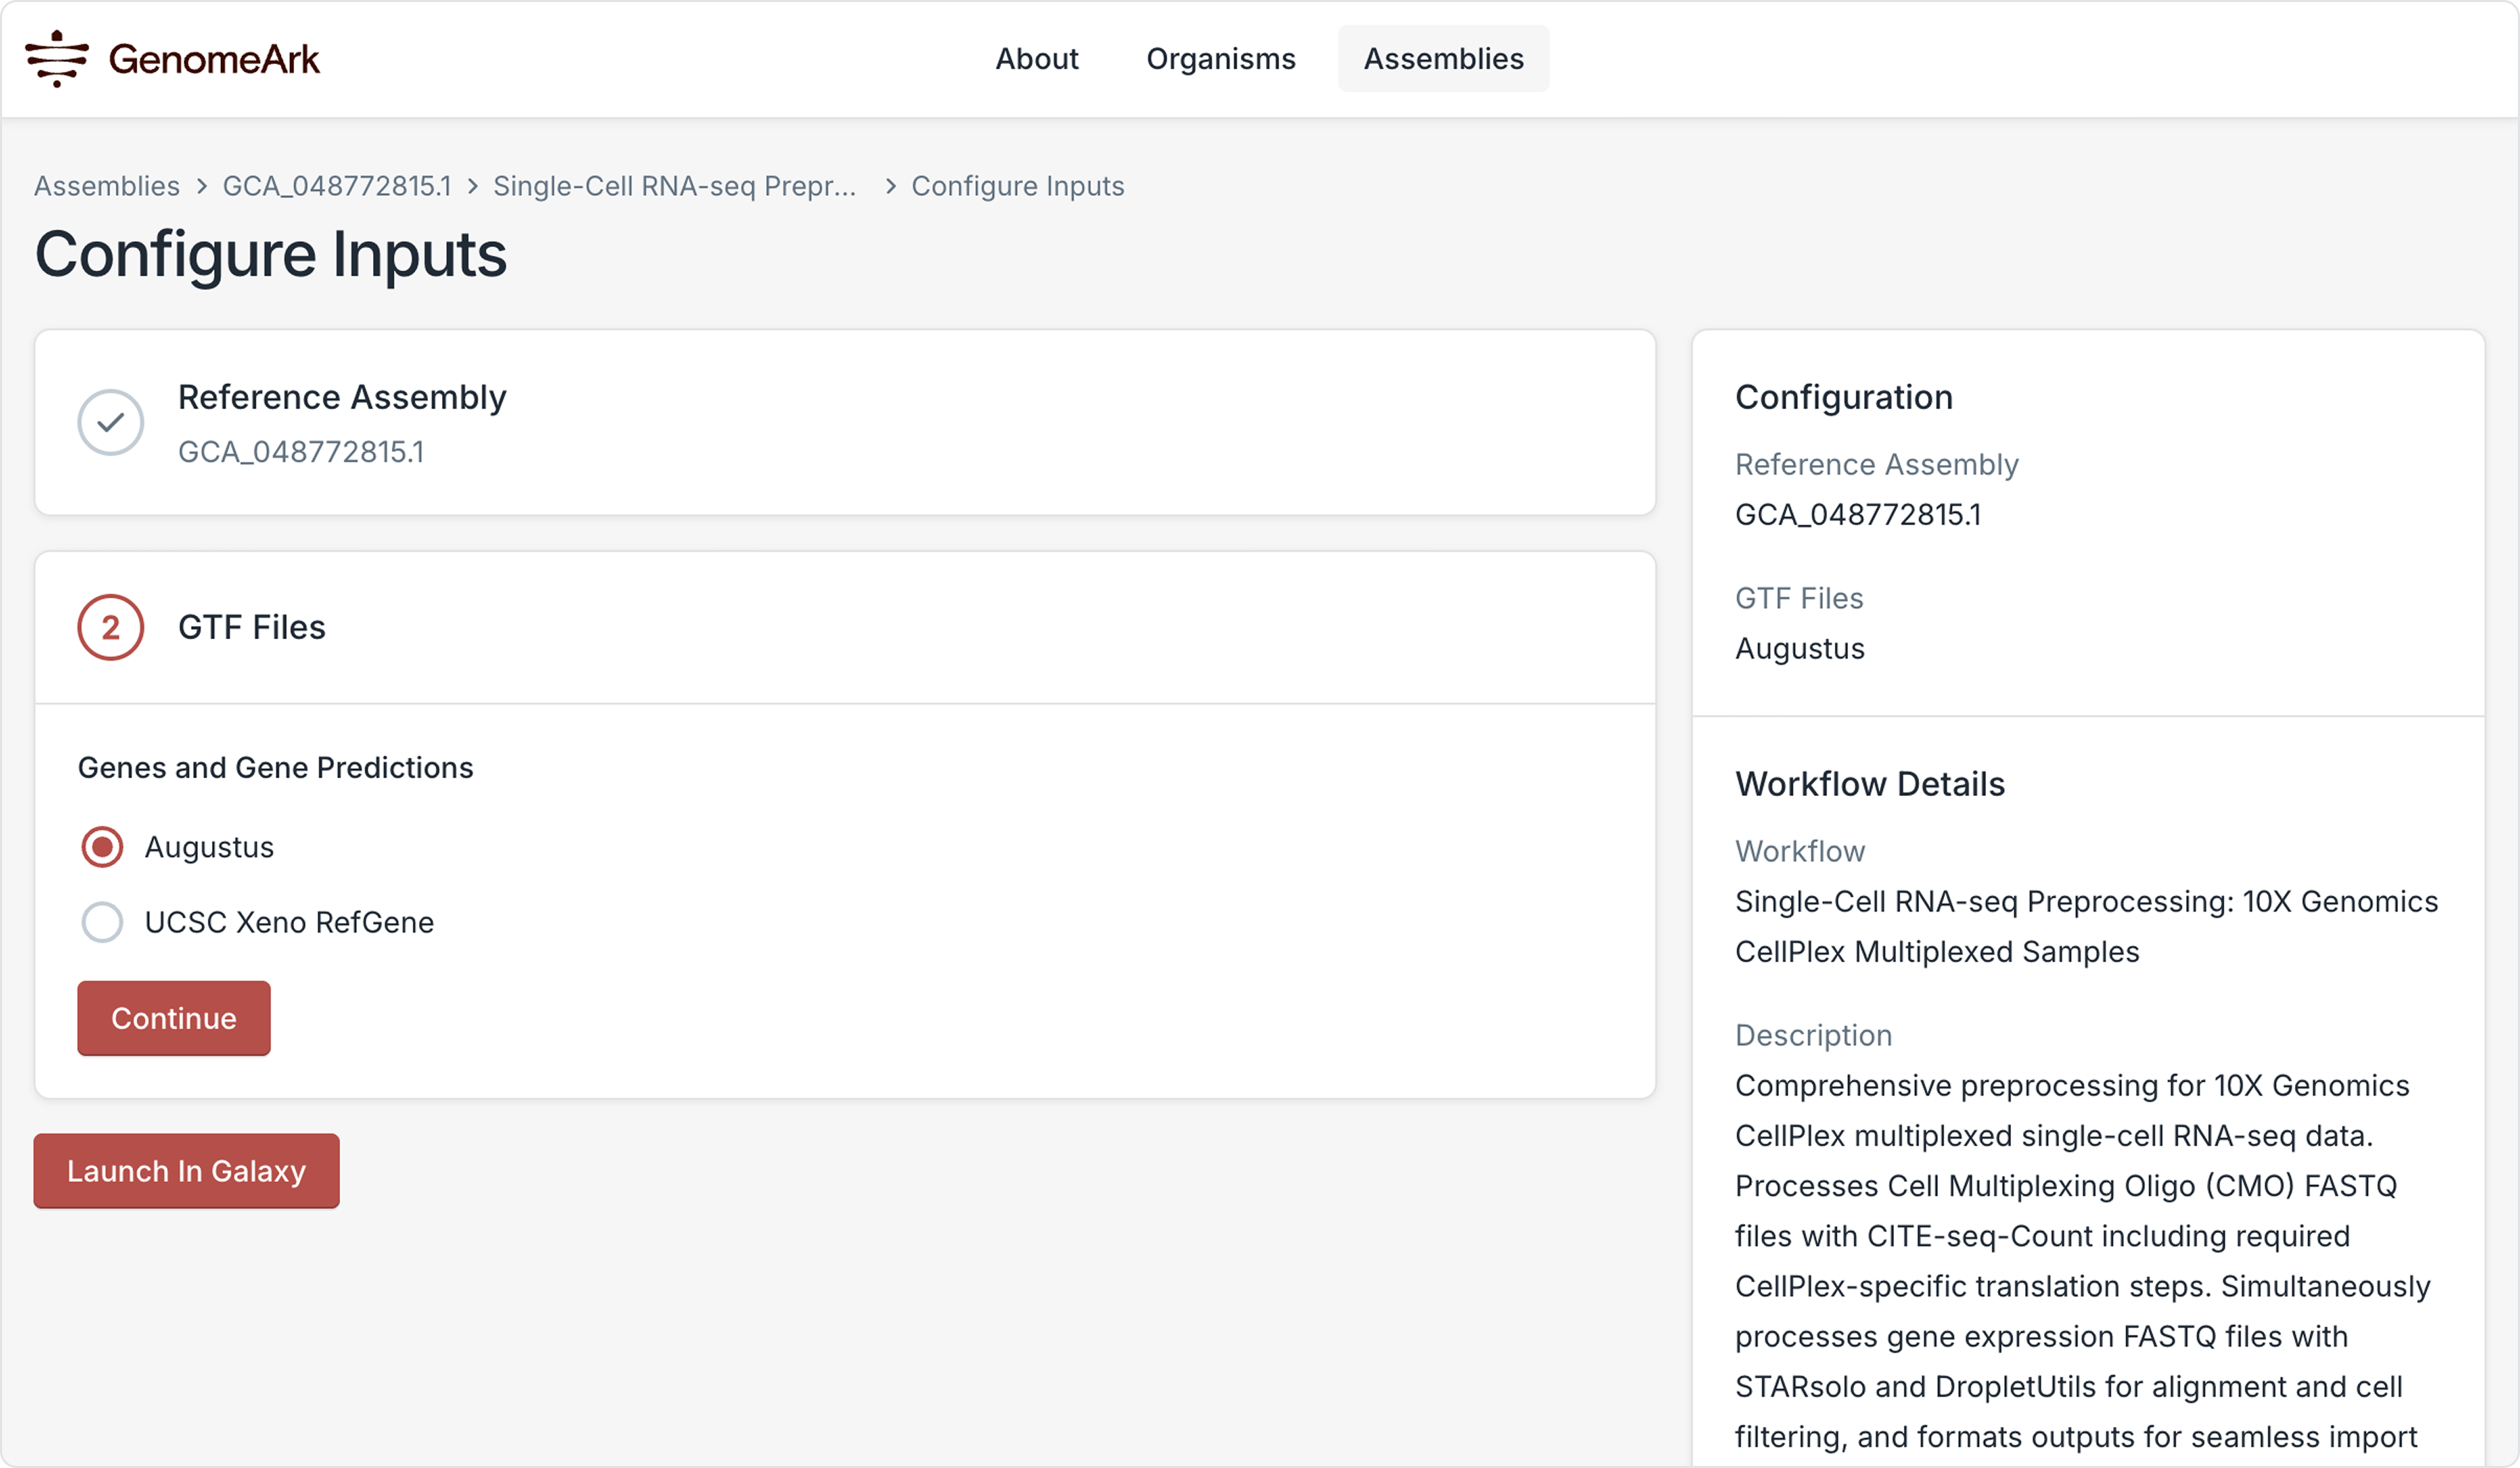 GenomeArk
About
Organisms
Assemblies
Assemblies > GCA_048772815.1 > Single-Cell RNA-seq Prepr... > Configure Inputs
Configure Inputs
Reference Assembly
GCA_048772815.1
2
GTF Files
Genes and Gene Predictions
Augustus
UCSC Xeno RefGene
Continue
Launch In Galaxy
Configuration
Reference Assembly
GCA_048772815.1
GTF Files
Augustus
Workflow Details
Workflow
Single-Cell RNA-seq Preprocessing: 10X Genomics
CellPlex Multiplexed Samples
Description
Comprehensive preprocessing for 10X Genomics
CellPlex multiplexed single-cell RNA-seq data.
Processes Cell Multiplexing Oligo (CMO) FASTQ
files with CITE-seq-Count including required
CellPlex-specific translation steps. Simultaneously
processes gene expression FASTQ files with
STARsolo and DropletUtils for alignment and cell
filtering, and formats outputs for seamless import